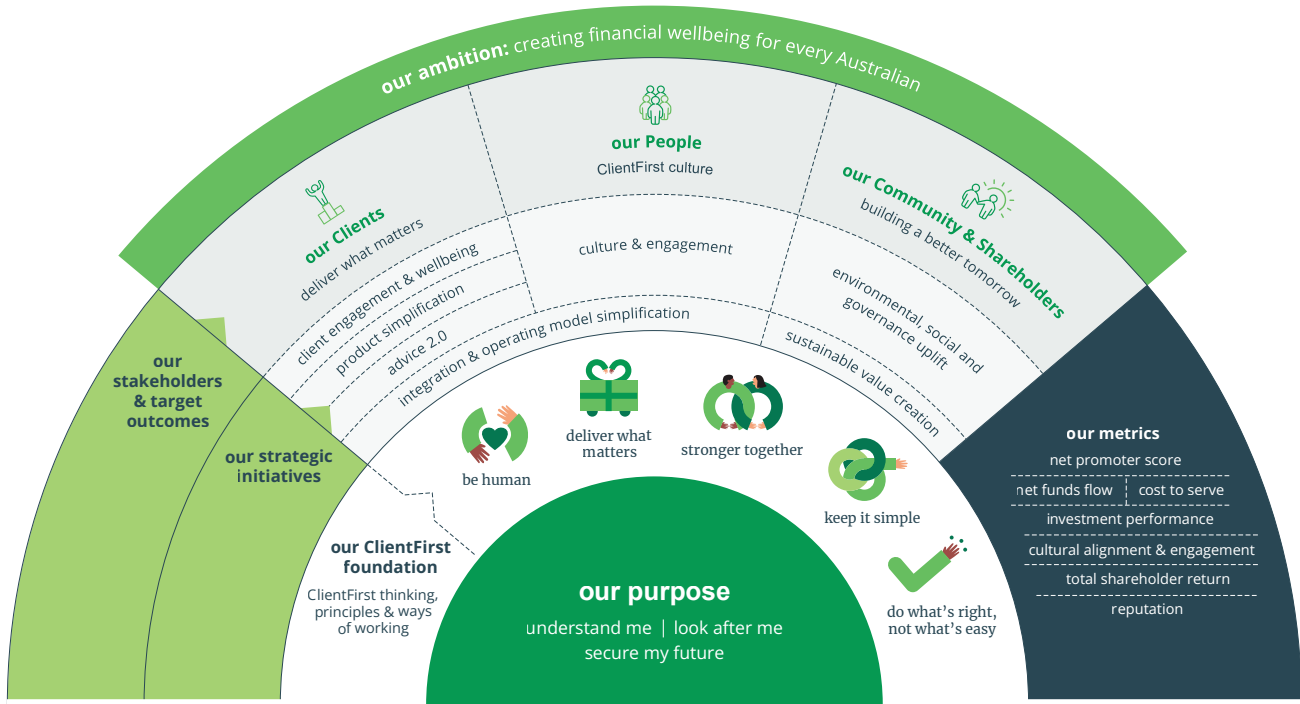 our ambition: creating financial wellbeing for every Australian
our People
ClientFirst culture
our Clients
deliver what matters
our Community & Shareholders
building a better tomorrow
client engagement & wellbeing
product simplification
advice 2.0
culture & engagement
environmental, social and
governance uplift
integration & operating model simplification
sustainable value creation
our
stakeholders
& target
outcomes
our strategic
initiatives
be human
deliver what
matters
stronger together
keep it simple
do what's right,
not what's easy
our ClientFirst
foundation
ClientFirst thinking,
principles & ways
of working
our purpose
understand me | look after me
secure my future
our metrics
net promoter score
net funds flow | cost to serve
investment performance
cultural alignment & engagement
total shareholder return
reputation